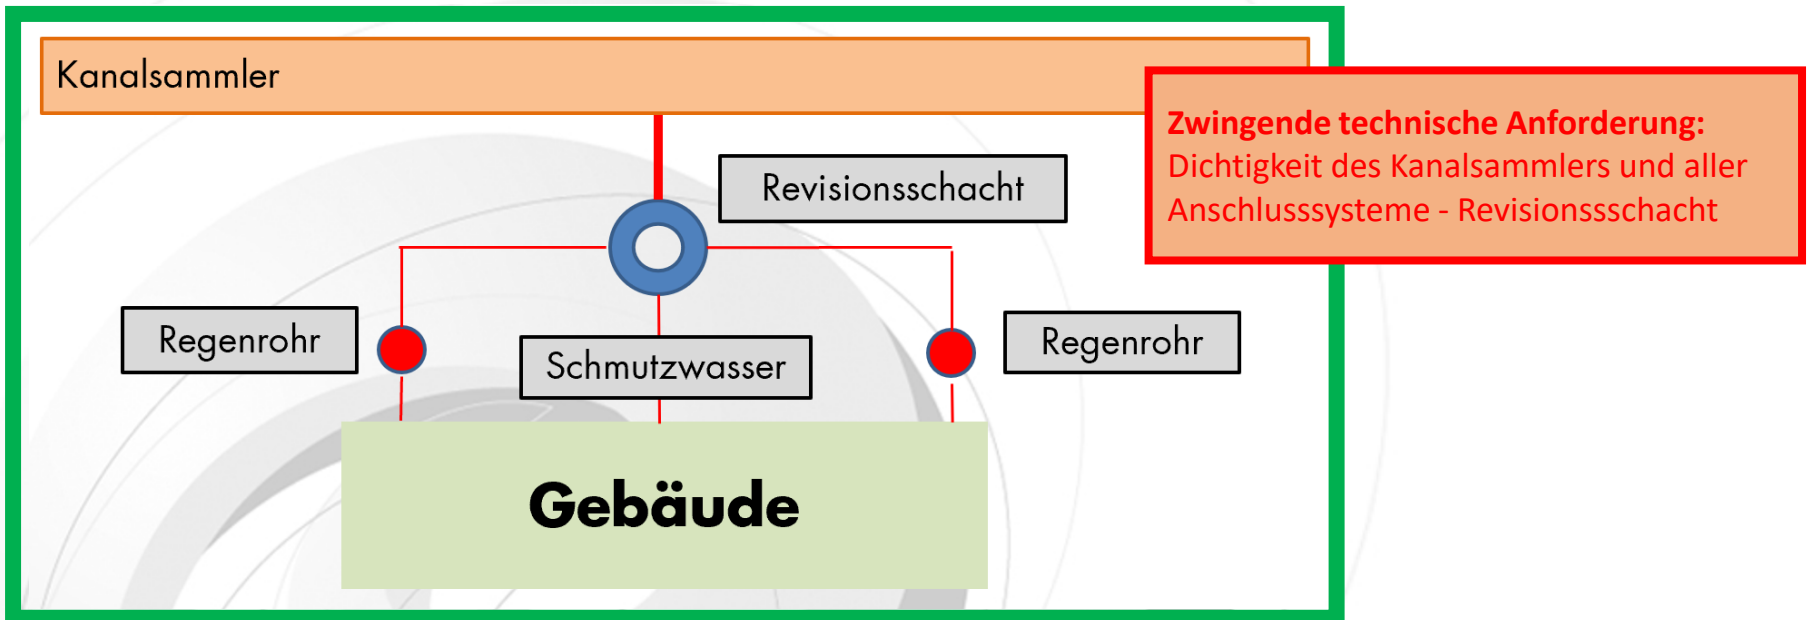 Kanalsammler
Zwingende technische Anforderung:
Dichtigkeit des Kanalsammlers und aller
Anschlusssysteme - Revisionssschacht
Revisionsschacht
Regenrohr
Schmutzwasser
Regenrohr
Gebäude